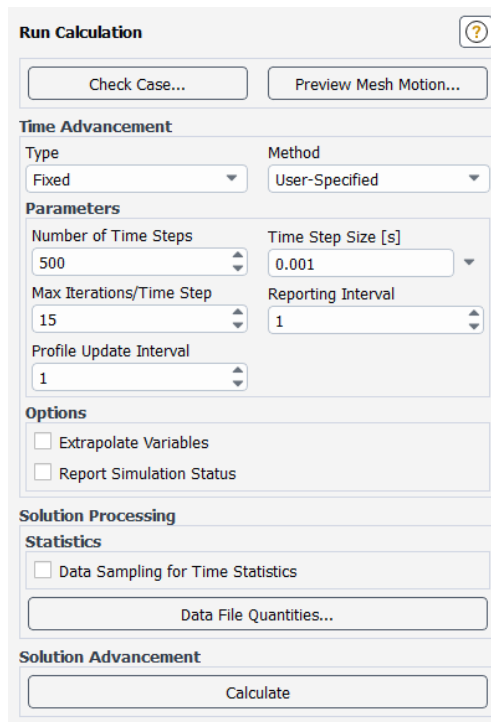 Run Calculation
?
Check Case... Preview Mesh Motion...
Time Advancement
Type Method
Fixed User-Specified
Parameters
Number of Time Steps Time Step Size [s]
500 0.001
Max Iterations/Time Step Reporting Interval
15 1
Profile Update Interval
1
Options
Extrapolate Variables
Report Simulation Status
Solution Processing
Statistics
Data Sampling for Time Statistics
Data File Quantities...
Solution Advancement
Calculate